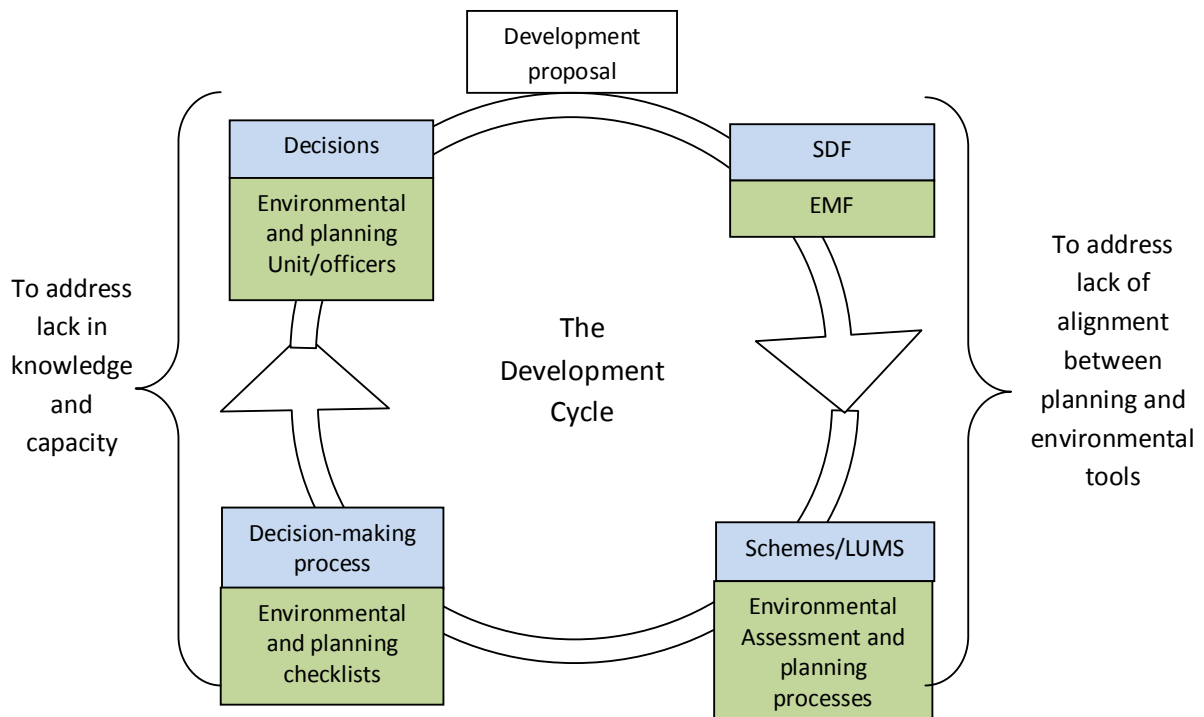 Development
proposal
Decisions
Environmental
and planning
Unit/officers
SDF
EMF
To address
lack in
knowledge
and
capacity
The
Development
Cycle
To address
lack of
alignment
between
planning and
environmental
tools
Decision-making
process
Environmental
and planning
checklists
Schemes/LUMS
Environmental
Assessment and
planning
processes